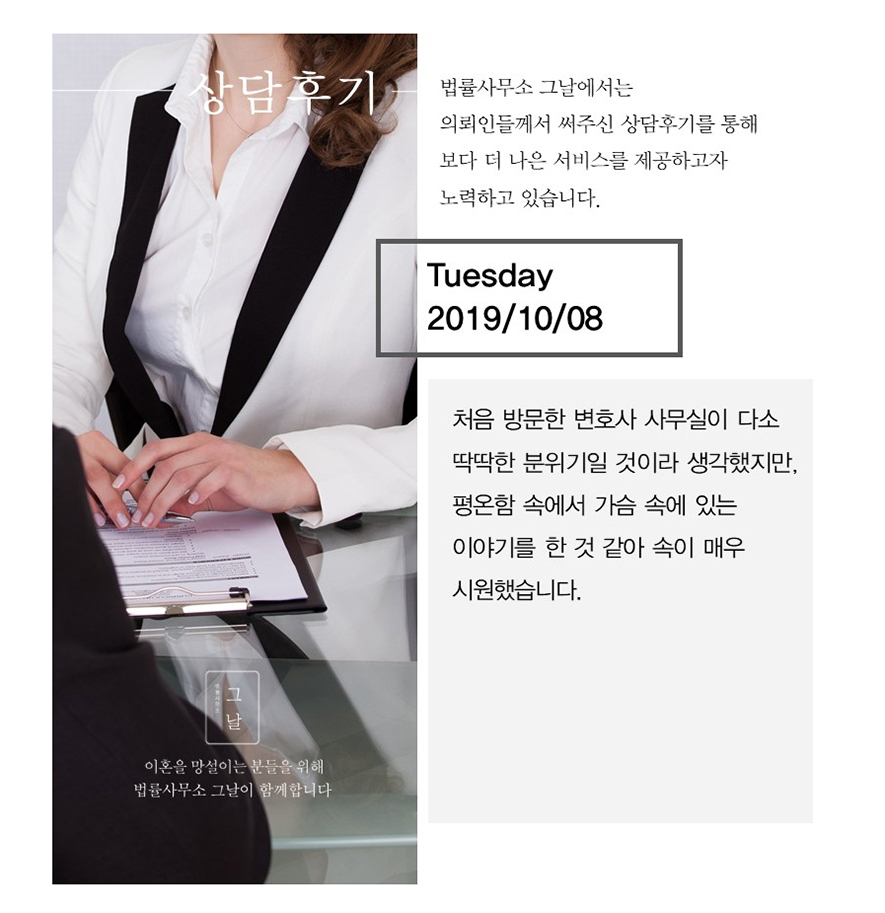 상담후기
법률사무소 그날에서는
의뢰인들께서 써주신 상담후기를 통해
보다 더 나은 서비스를 제공하고자
노력하고 있습니다.
Tuesday
2019/10/08
처음 방문한 변호사 사무실이 다소
딱딱한 분위기일 것이라 생각했지만,
평온함 속에서 가슴 속에 있는
이야기를 한 것 같아 속이 매우
시원했습니다.
법률사무소
그날
이혼을 망설이는 분들을 위해
법률사무소 그날이 함께합니다